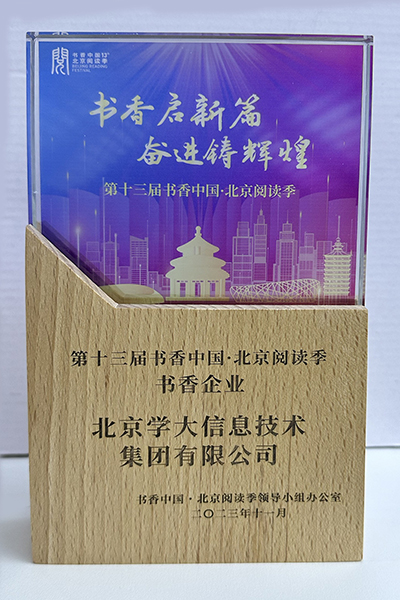 閱
书香中国13th
北京阅读季
BEIJING READING
FESTIVAL
书香启新篇
奋进铸辉煌
第十三届书香中国·北京阅读季
第十三届书香中国·北京阅读季
书香企业
北京学大信息技术
集团有限公司
书香中国·北京阅读季领导小组办公室
二〇二三年十一月